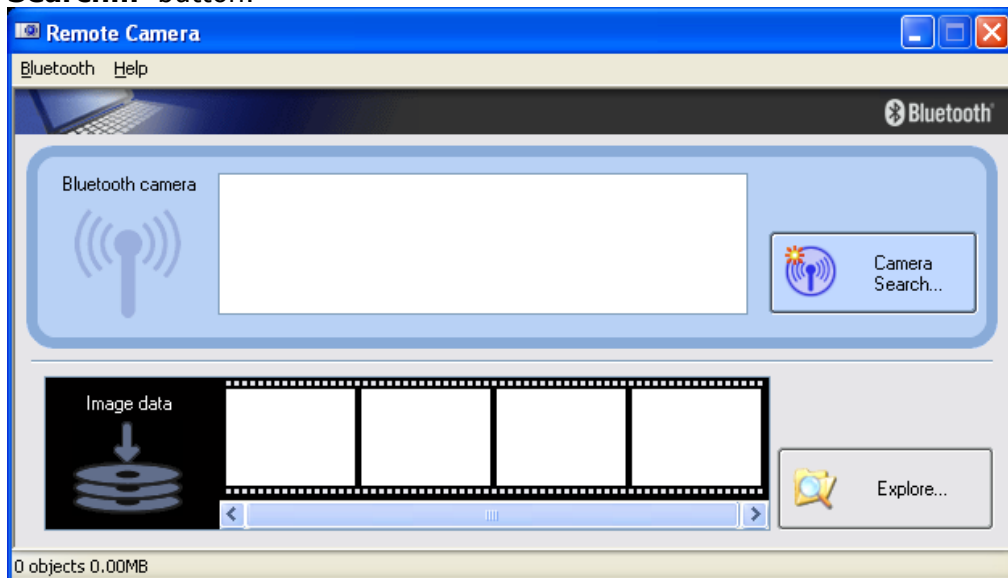 Search..." button
Remote Camera
Bluetooth Help
Bluetooth
Bluetooth camera
Camera
Search...
Image data
Explore...
0 objects 0.00MB